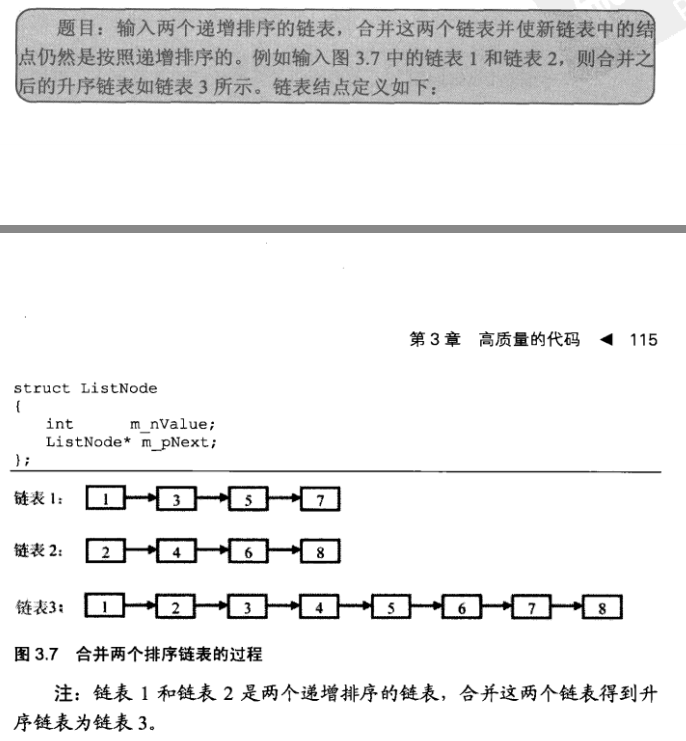 题目：输入两个递增排序的链表，合并这两个链表并使新链表中的结
点仍然是按照递增排序的。例如输入图 3.7 中的链表 1 和链表 2，则合并之
后的升序链表如链表 3 所示。链表结点定义如下：
第 3 章 高质量的代码 ◀ 115
struct ListNode
{
int m_nValue;
ListNode* m_pNext;
};
链表 1： 1 3 5 7
链表 2： 2 4 6 8
链表3： 1 2 3 4 5 6 7 8
图 3.7 合并两个排序链表的过程
注：链表 1 和链表 2 是两个递增排序的链表，合并这两个链表得到升
序链表为链表 3。